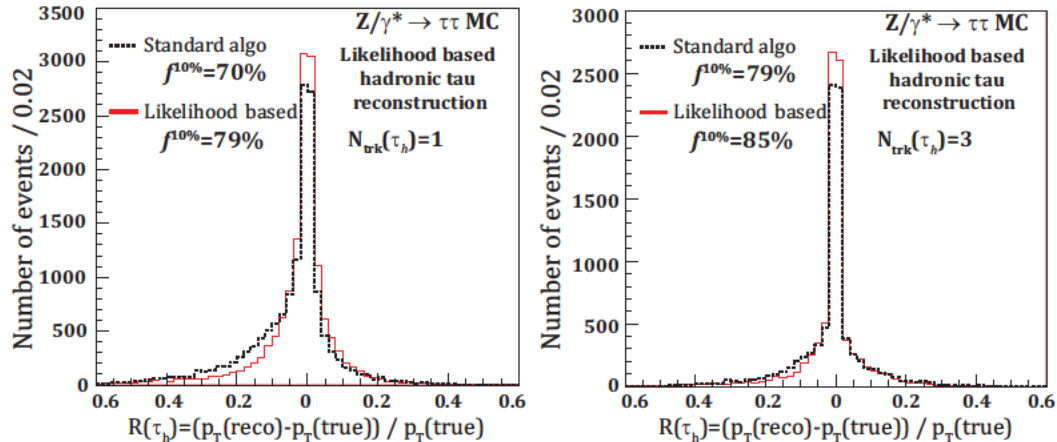 Z/γ* → ττ MC
Standard algo
f10%=70%
Likelihood based
f10%=79%
Likelihood based
hadronic tau
reconstruction
Ntrk(τh)=1
Number of events / 0.02
3500
3000
2500
2000
1500
1000
500
0
0.6
0.4
0.2
0
0.2
0.4
0.6
R(τh)=(pT(reco)-pT(true)) / pT(true)
Z/γ* → ττ MC
Standard algo
f10%=79%
Likelihood based
f10%=85%
Likelihood based
hadronic tau
reconstruction
Ntrk(τh)=3
Number of events / 0.02
3000
2500
2000
1500
1000
500
0
0.6
0.4
0.2
0
0.2
0.4
0.6
R(τh)=(pT(reco)-pT(true)) / pT(true)